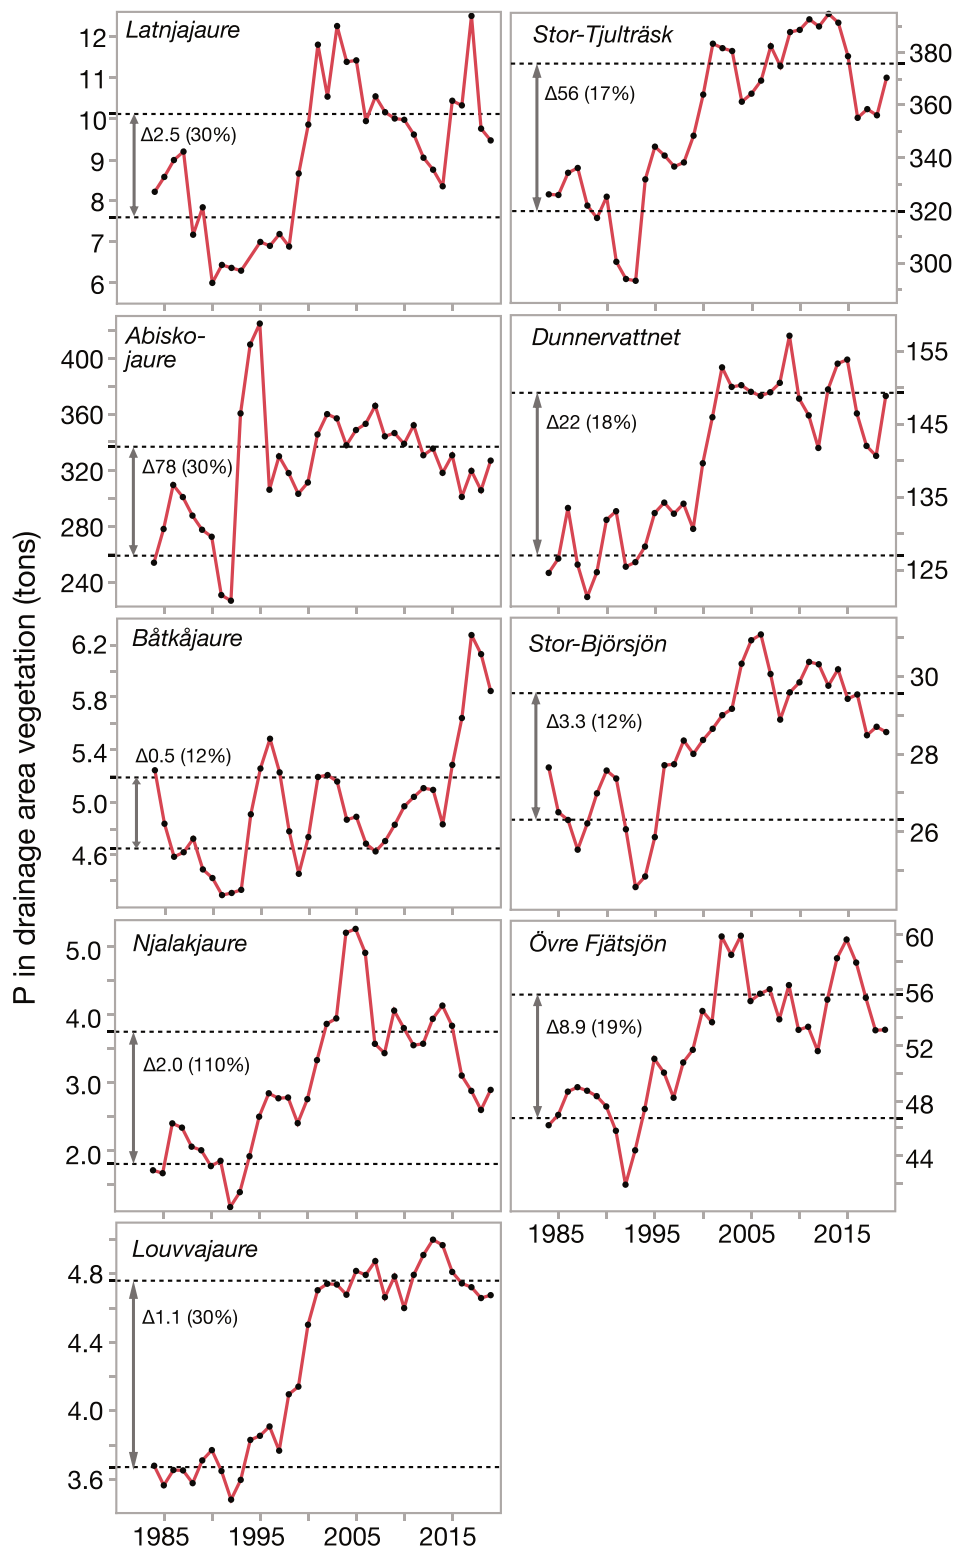 P in drainage area vegetation (tons)
Latnjajaure
12
11
10
9
8
7
6
Δ2.5 (30%)
Stor-Tjulträsk
380
360
340
320
300
Δ56 (17%)
Abisko-
jaure
400
360
320
280
240
Δ78 (30%)
Dunnervattnet
155
145
135
125
Δ22 (18%)
Båtkåjaure
6.2
5.8
5.4
5.0
4.6
Δ0.5 (12%)
Stor-Björsjön
30
28
26
Δ3.3 (12%)
Njalakjaure
5.0
4.0
3.0
2.0
Δ2.0 (110%)
Övre Fjätsjön
60
56
52
48
44
Δ8.9 (19%)
1985 1995 2005 2015
Louvvajaure
4.8
4.4
4.0
3.6
Δ1.1 (30%)
1985 1995 2005 2015